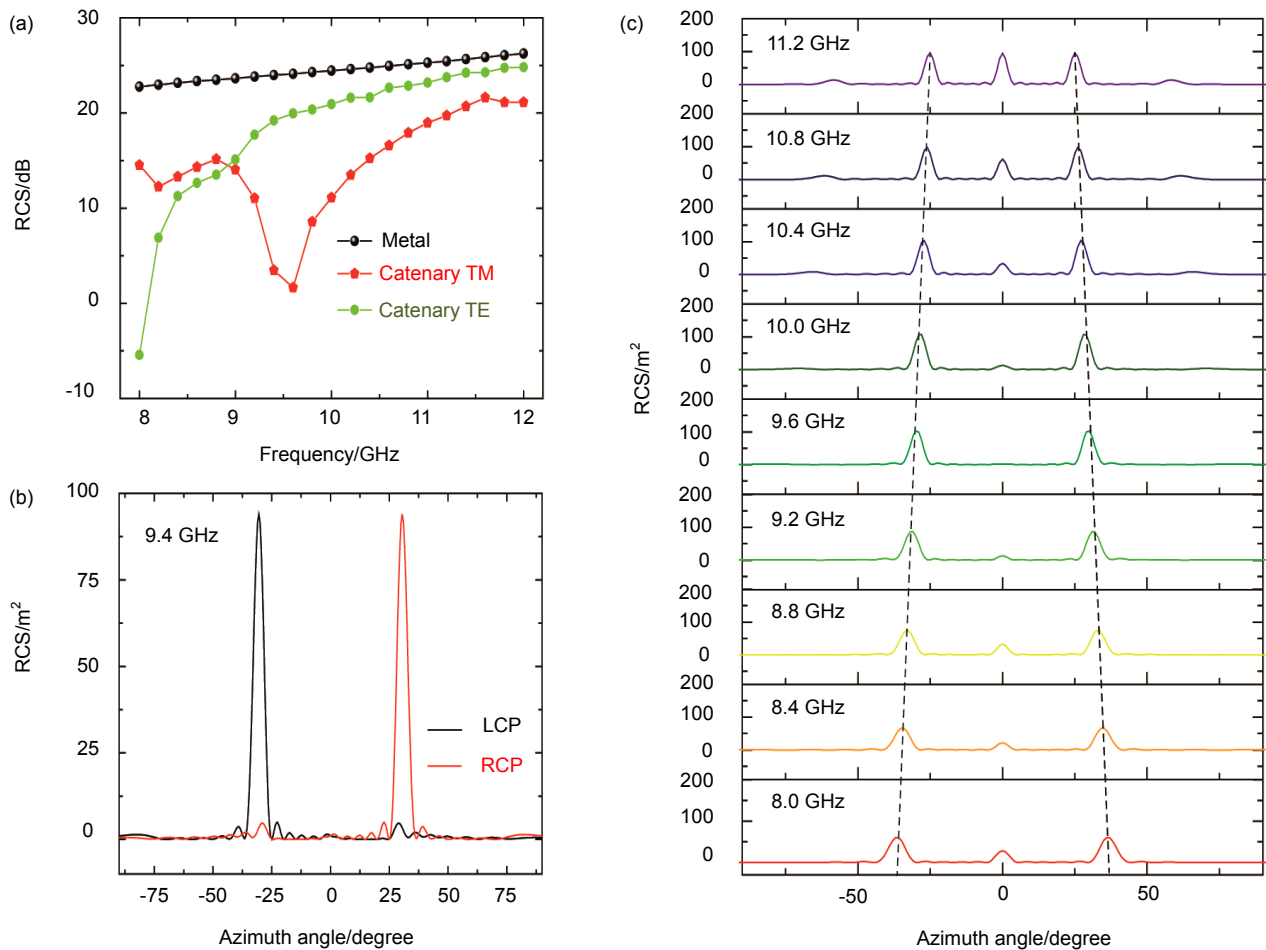 (a)
30
20
10
0
-10
RCS/dB
Metal
Catenary TM
Catenary TE
8 9 10 11 12
Frequency/GHz
(b)
100
75
50
25
0
RCS/m²
9.4 GHz
LCP
RCP
-75 -50 -25 0 25 50 75
Azimuth angle/degree
(c)
RCS/m²
200
100
0
11.2 GHz
200
100
0
10.8 GHz
200
100
0
10.4 GHz
200
100
0
10.0 GHz
200
100
0
9.6 GHz
200
100
0
9.2 GHz
200
100
0
8.8 GHz
200
100
0
8.4 GHz
200
100
0
8.0 GHz
-50 0 50
Azimuth angle/degree